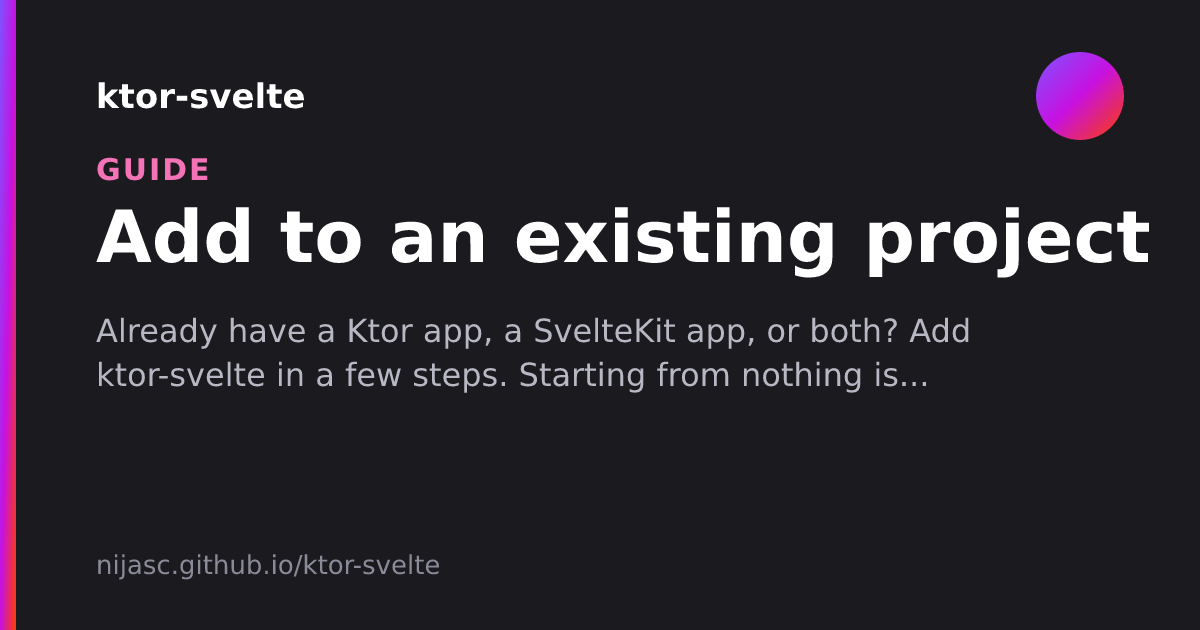 ktor-svelte
GUIDE
Add to an existing project
Already have a Ktor app, a SvelteKit app, or both? Add
ktor-svelte in a few steps. Starting from nothing is…
nijasc.github.io/ktor-svelte